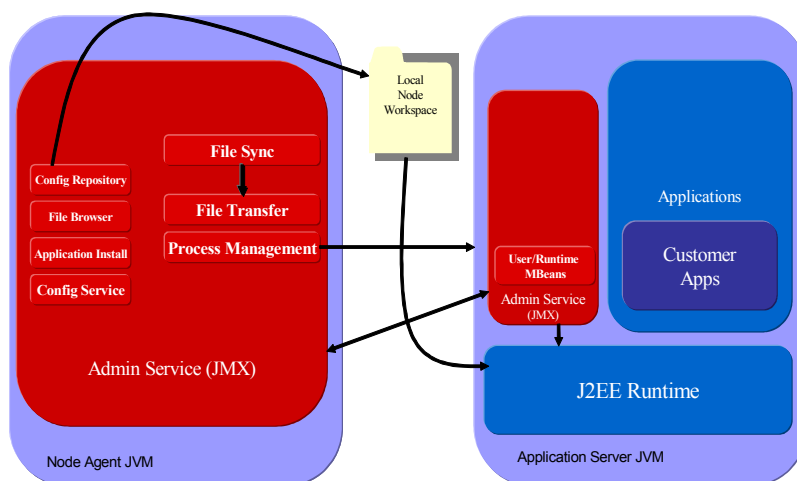 Local
Node
Workspace
File Sync
Config Repository
File Transfer
File Browser
Process Management
Application Install
Config Service
Admin Service (JMX)
Node Agent JVM
Applications
Customer
Apps
User/Runtime
MBeans
Admin Service
(JMX)
J2EE Runtime
Application Server JVM